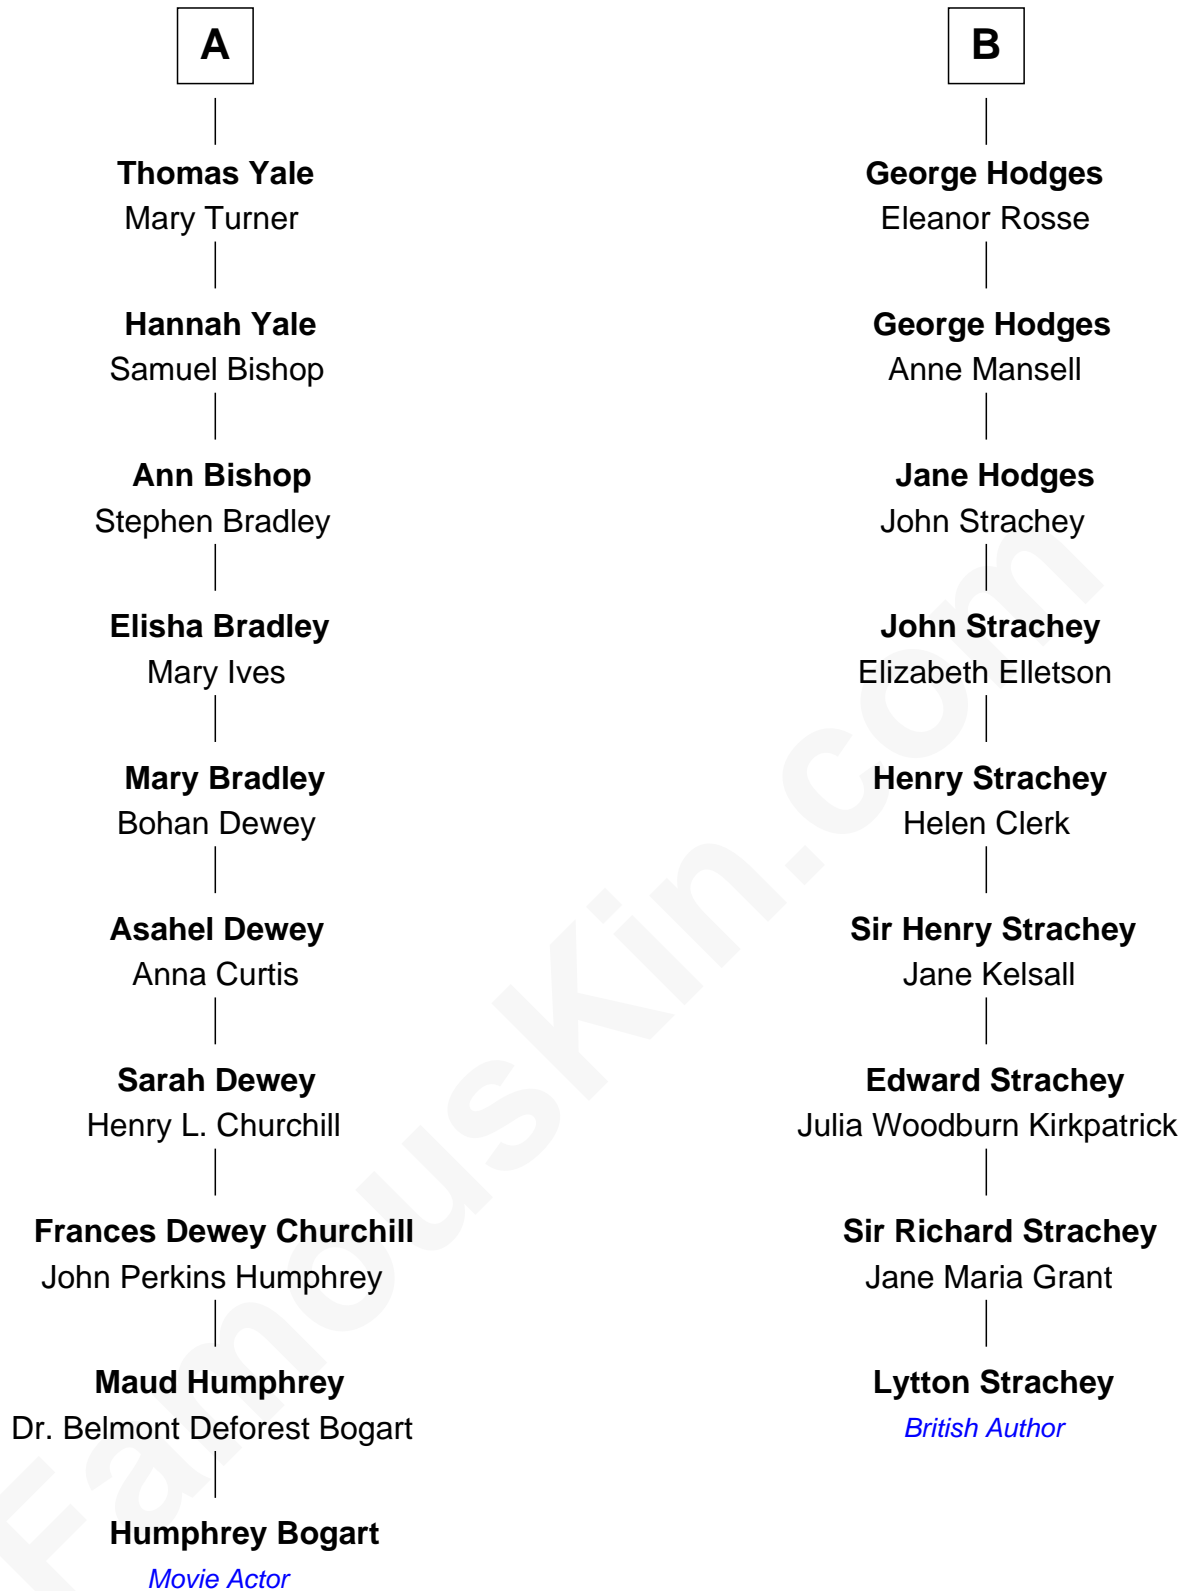 A
Thomas Yale
Mary Turner
Hannah Yale
Samuel Bishop
Ann Bishop
Stephen Bradley
Elisha Bradley
Mary Ives
Mary Bradley
Bohan Dewey
Asahel Dewey
Anna Curtis
Sarah Dewey
Henry L. Churchill
Frances Dewey Churchill
John Perkins Humphrey
Maud Humphrey
Dr. Belmont Deforest Bogart
Humphrey Bogart
Movie Actor
B
George Hodges
Eleanor Rosse
George Hodges
Anne Mansell
Jane Hodges
John Strachey
John Strachey
Elizabeth Elletson
Henry Strachey
Helen Clerk
Sir Henry Strachey
Jane Kelsall
Edward Strachey
Julia Woodburn Kirkpatrick
Sir Richard Strachey
Jane Maria Grant
Lytton Strachey
British Author
FamousKin.com